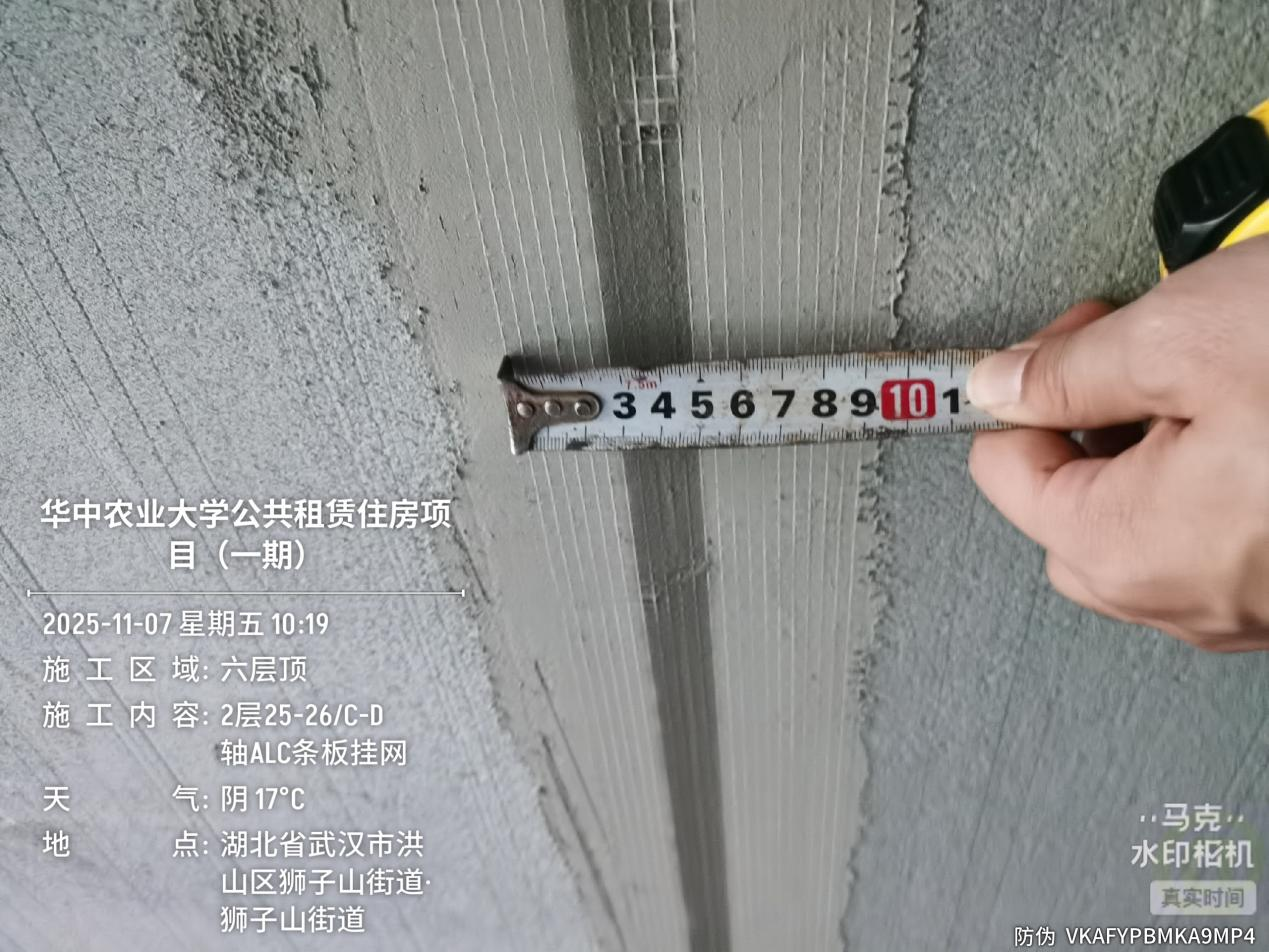 7.5m
3 4 5 6 7 8 9 10 1
华中农业大学公共租赁住房项
目（一期）
2025-11-07 星期五 10:19
施工区域: 六层顶
施工内容: 2层25-26/C-D
轴ALC条板挂网
天气: 阴 17°C
地点: 湖北省武汉市洪
山区狮子山街道·
狮子山街道
马克
水印相机
真实时间
防伪 VKAFYPBMKA9MP4